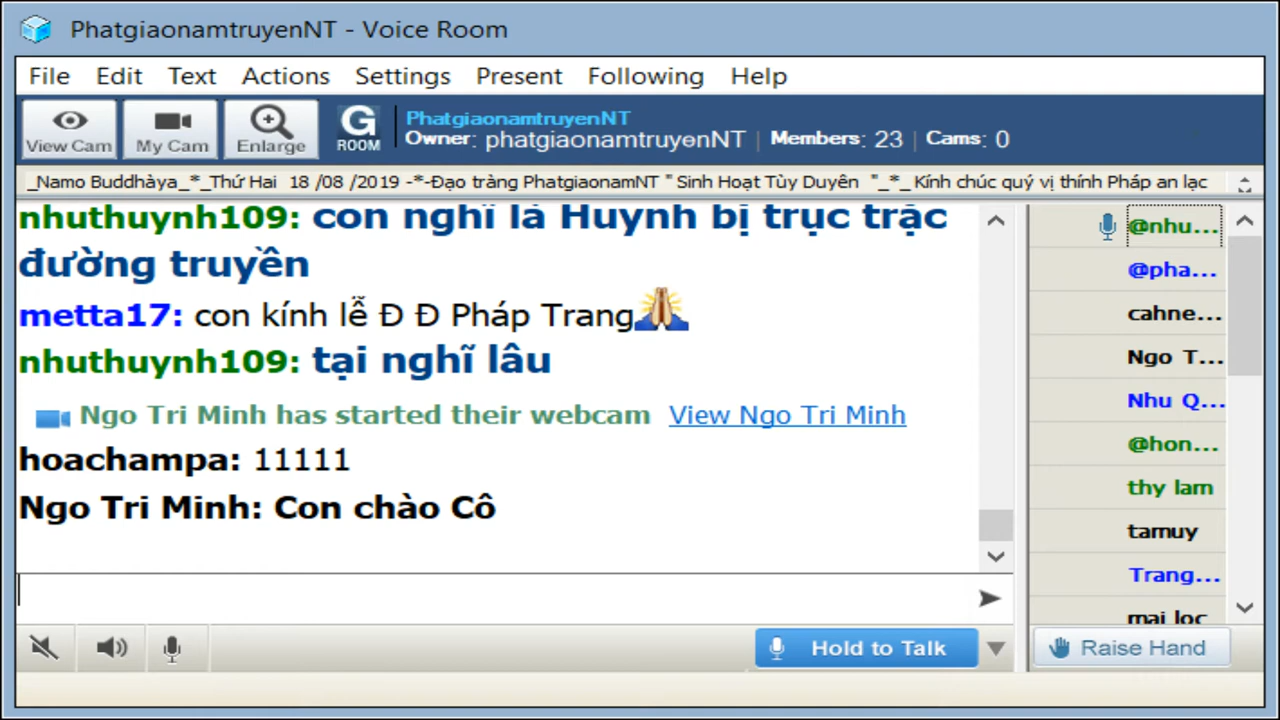 PhatgiaonamtruyenNT - Voice Room
File Edit Text Actions Settings Present Following Help
View Cam My Cam Enlarge G ROOM
PhatgiaonamtruyenNT
Owner: phatgiaonamtruyenNT | Members: 23 | Cams: 0
_Namo Buddhàya_*_Thứ Hai 18 /08 /2019 -*-Đạo tràng PhatgiaonamNT " Sinh Hoạt Tùy Duyên "_*_ Kính chúc quý vị thính Pháp an lạc
nhuthuynh109: con nghĩ là Huynh bị trục trặc
đường truyền
metta17: con kính lễ Đ Đ Pháp Trang
nhuthuynh109: tại nghĩ lâu
Ngo Tri Minh has started their webcam View Ngo Tri Minh
hoachampa: 11111
Ngo Tri Minh: Con chào Cô
@nhu...
@pha...
cahne...
Ngo T...
Nhu Q...
@hon...
thy lam
tamuy
Trang...
mai loc
Hold to Talk
Raise Hand